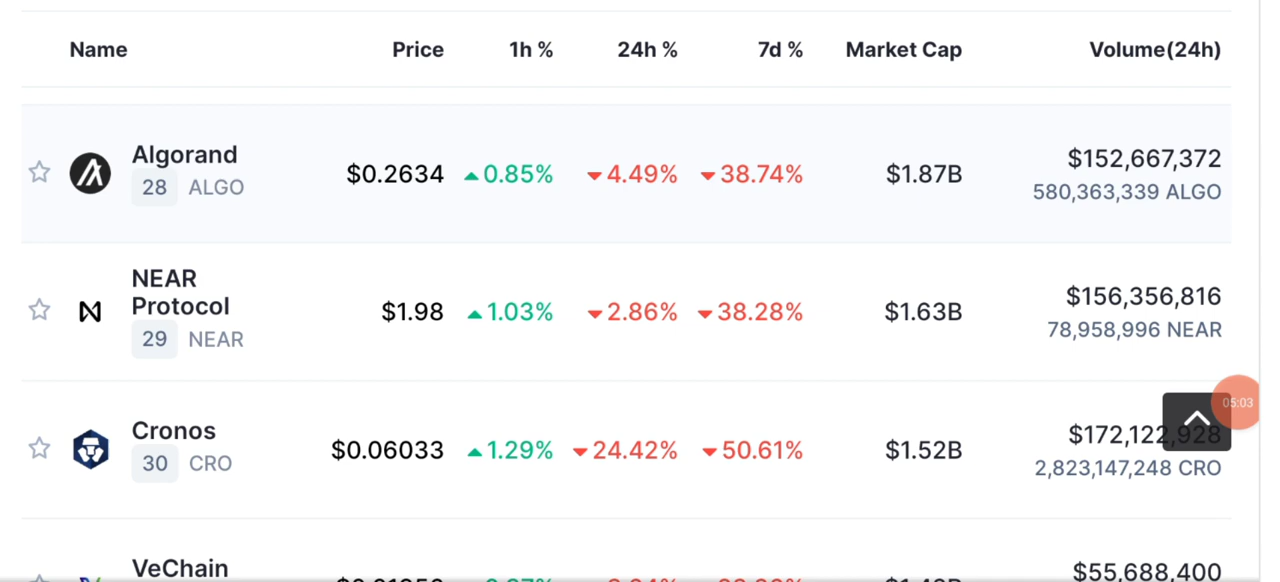 Name Price 1h % 24h % 7d % Market Cap Volume(24h)
Algorand
28 ALGO
$0.2634 0.85% 4.49% 38.74% $1.87B $152,667,372
580,363,339 ALGO
NEAR
Protocol
29 NEAR
$1.98 1.03% 2.86% 38.28% $1.63B $156,356,816
78,958,996 NEAR
05:03
Cronos
30 CRO
$0.06033 1.29% 24.42% 50.61% $1.52B $172,122,928
2,823,147,248 CRO
VeChain
$55,688,400